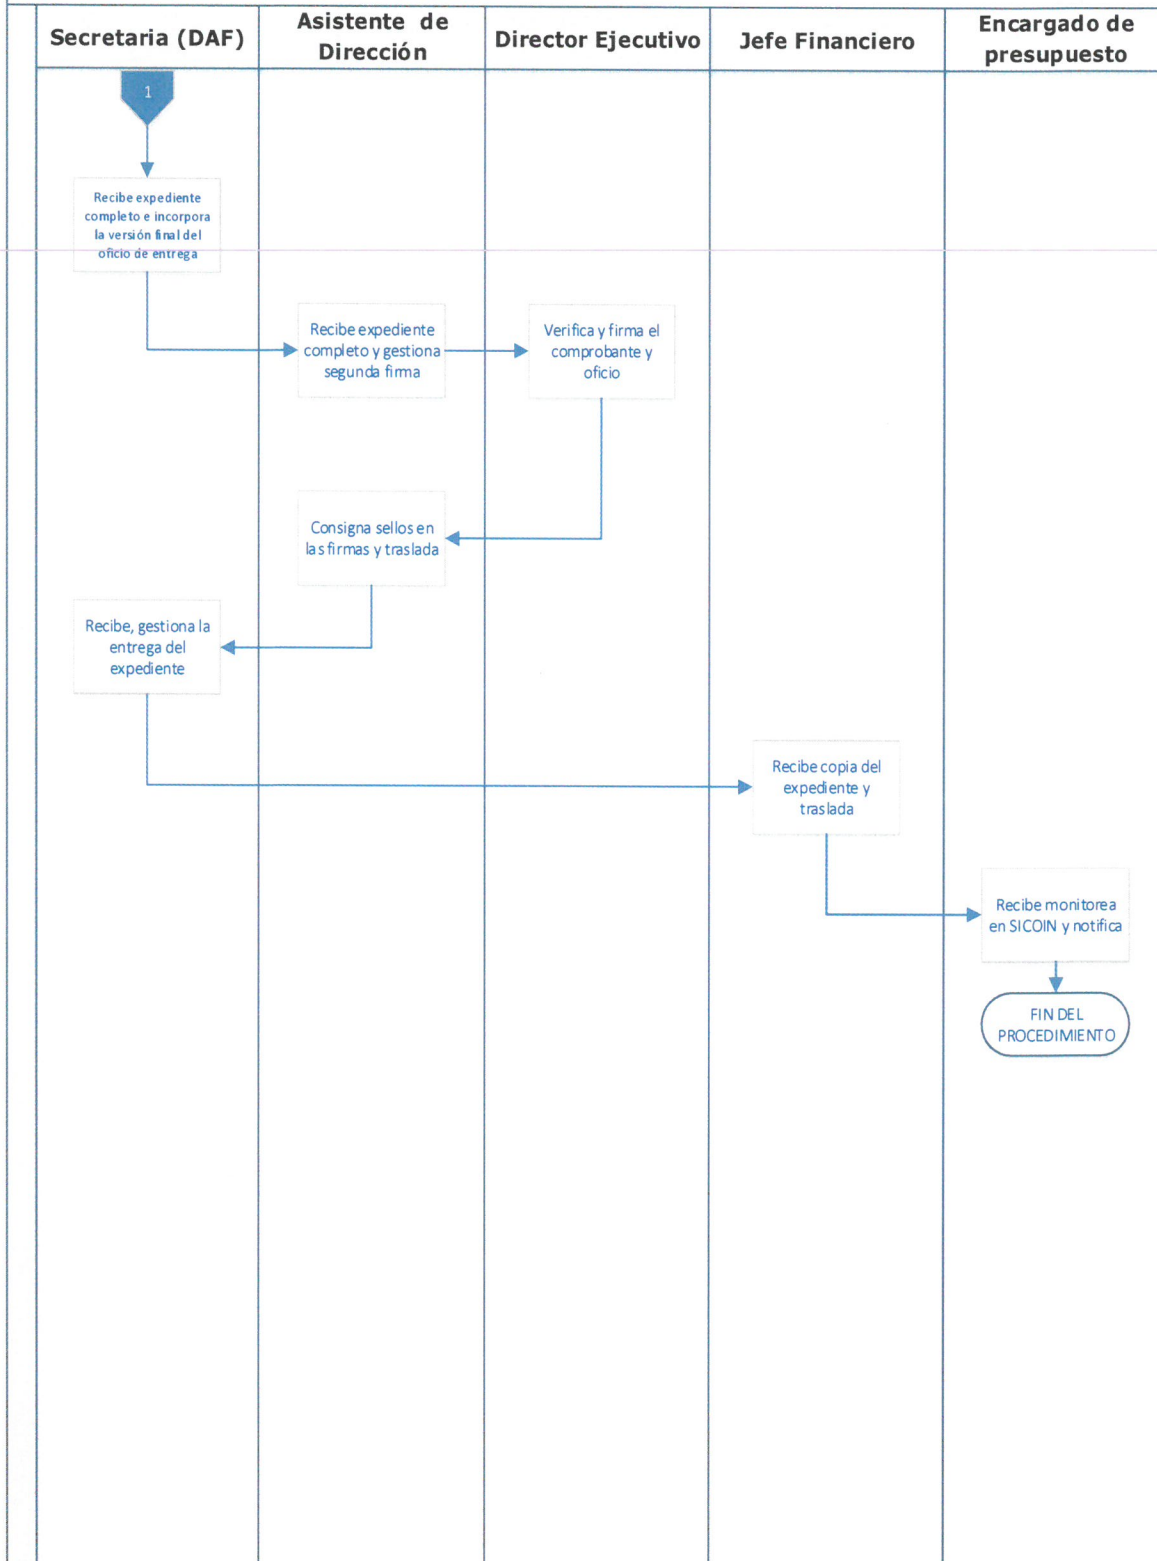 Secretaria (DAF)
Asistente de
Dirección
Director Ejecutivo
Jefe Financiero
Encargado de
presupuesto
1
Recibe expediente
completo e incorpora
la versión final del
oficio de entrega
Recibe expediente
completo y gestiona
segunda firma
Verifica y firma el
comprobante y
oficio
Consigna sellos en
las firmas y traslada
Recibe, gestiona la
entrega del
expediente
Recibe copia del
expediente y
traslada
Recibe monitorea
en SICOIN y notifica
FIN DEL
PROCEDIMIENTO